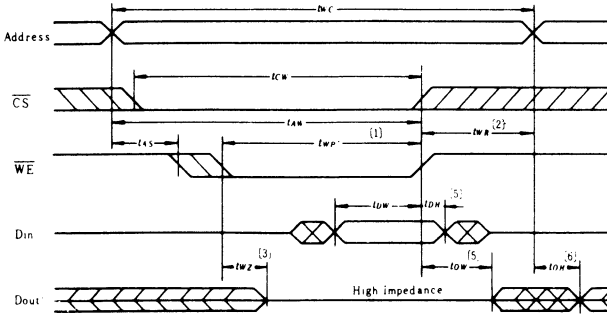 tWC
Address
tCW
CS
tAW
(1)
(2)
tAS
tWP
tWR
WE
(5)
tDW
tDH
Din
(3)
(5)
(6)
tWZ
tOW
tOH
High impedance
Dout